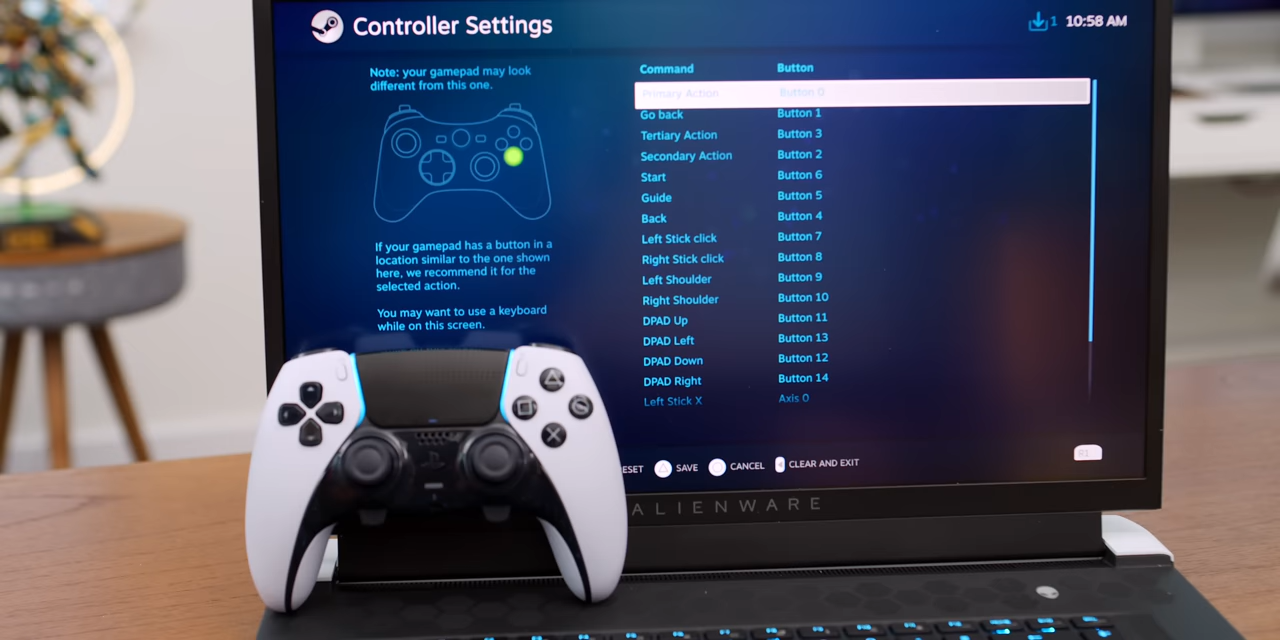 Controller Settings
1 10:58 AM
Note: your gamepad may look
different from this one.
If your gamepad has a button in a
location similar to the one shown
here, we recommend it for the
selected action.
You may want to use a keyboard
while on this screen.
Command Button
Primary Action Button 0
Go back Button 1
Tertiary Action Button 3
Secondary Action Button 2
Start Button 6
Guide Button 5
Back Button 4
Left Stick click Button 7
Right Stick click Button 8
Left Shoulder Button 9
Right Shoulder Button 10
DPAD Up Button 11
DPAD Left Button 13
DPAD Down Button 12
DPAD Right Button 14
Left Stick X Axis 0
R1
ESET SAVE CANCEL CLEAR AND EXIT
ALIENWARE